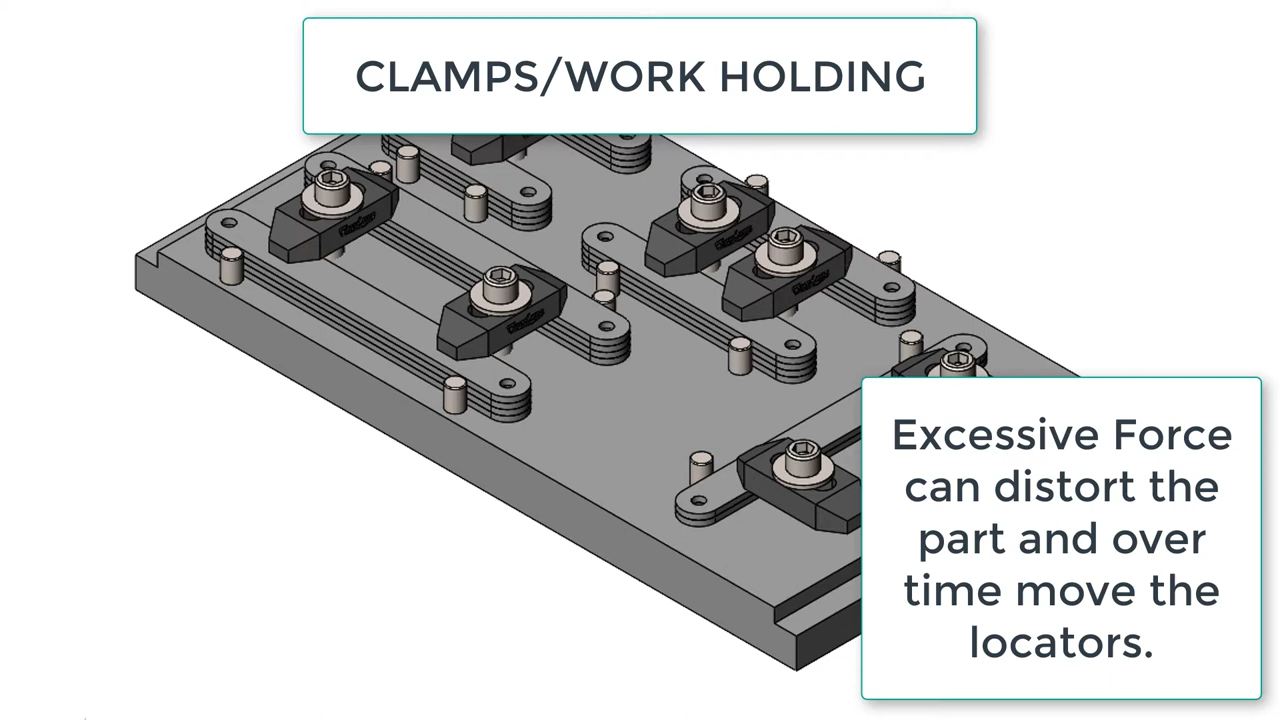 CLAMPS/WORK HOLDING
Excessive Force
can distort the
part and over
time move the
locators.